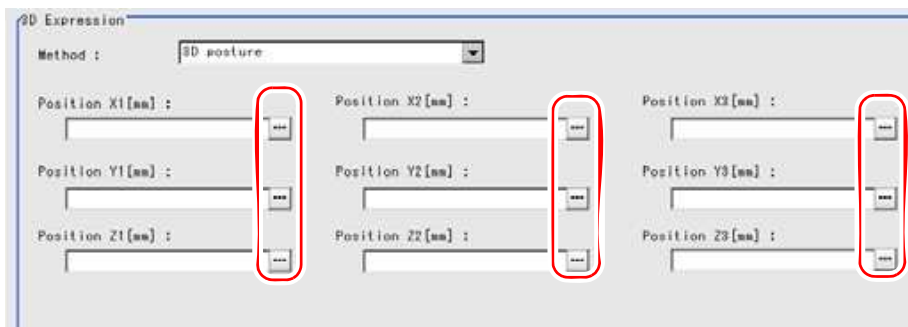 3D Expression
Method : 3D posture
Position X1[mm] : Position X2[mm] : Position X3[mm] :
... ... ...
Position Y1[mm] : Position Y2[mm] : Position Y3[mm] :
... ... ...
Position Z1[mm] : Position Z2[mm] : Position Z3[mm] :
... ... ...